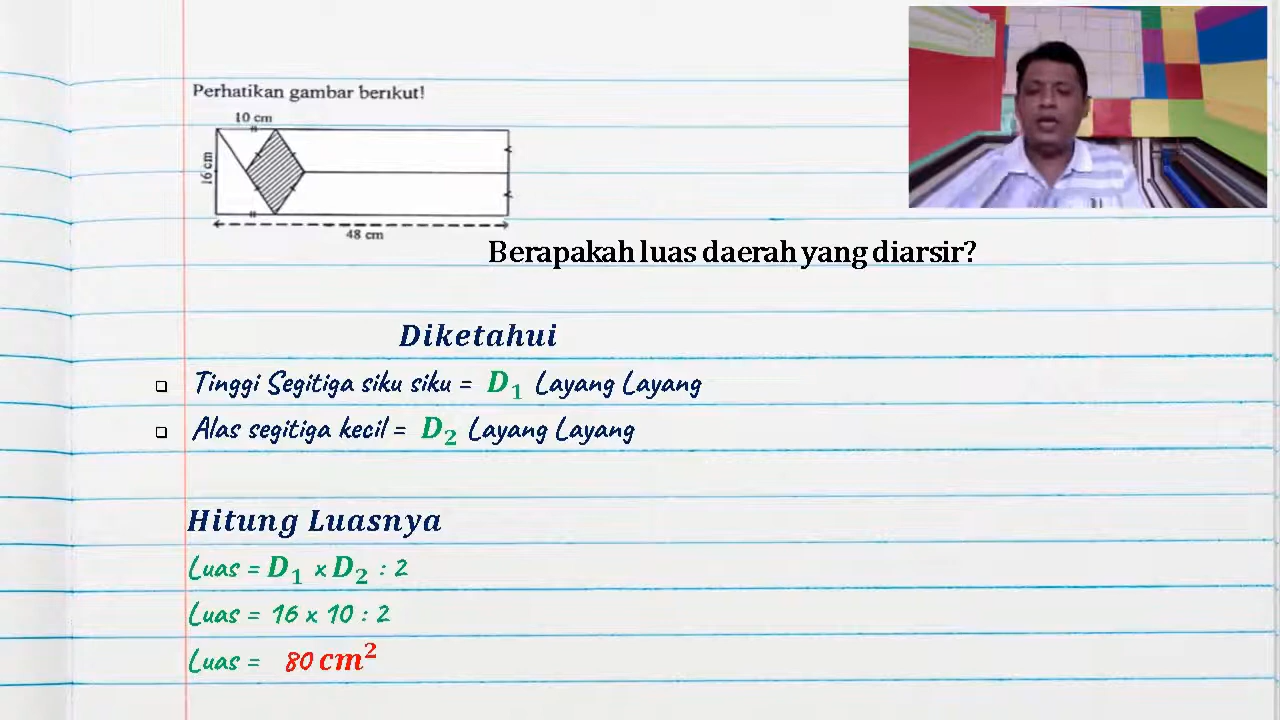 Perhatikan gambar berikut!
10 cm
16 cm
48 cm
Berapakah luas daerah yang diarsir?
Diketahui
Tinggi Segitiga siku siku = D₁ Layang Layang
Alas segitiga kecil = D₂ Layang Layang
Hitung Luasnya
Luas = D₁ x D₂ : 2
Luas = 16 x 10 : 2
Luas = 80 cm²